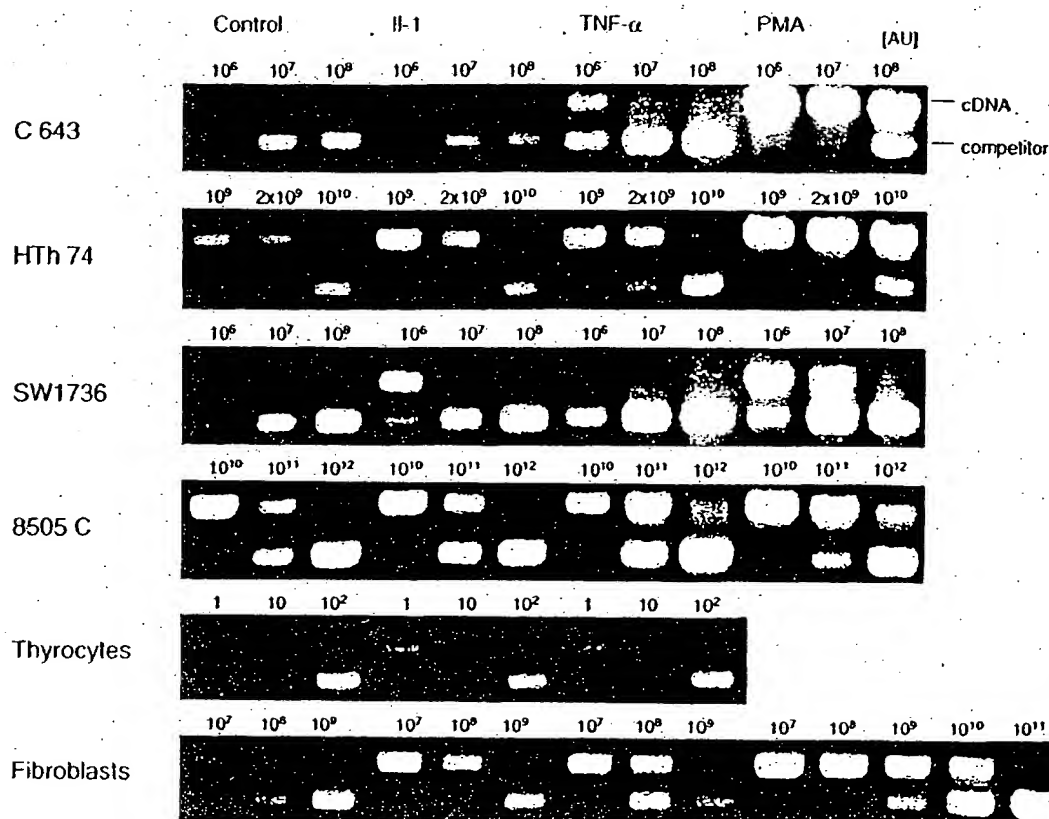 Control Il-1 TNF-α PMA [AU]
10⁶ 10⁷ 10⁸ 10⁶ 10⁷ 10⁸ 10⁶ 10⁷ 10⁸ 10⁶ 10⁷ 10⁸
C 643
cDNA
competitor
10⁹ 2x10⁹ 10¹⁰ 10⁹ 2x10⁹ 10¹⁰ 10⁹ 2x10⁹ 10¹⁰ 10⁹ 2x10⁹ 10¹⁰
HTh 74
10⁶ 10⁷ 10⁸ 10⁶ 10⁷ 10⁸ 10⁶ 10⁷ 10⁸ 10⁶ 10⁷ 10⁸
SW1736
10¹⁰ 10¹¹ 10¹² 10¹⁰ 10¹¹ 10¹² 10¹⁰ 10¹¹ 10¹² 10¹⁰ 10¹¹ 10¹²
8505 C
1 10 10² 1 10 10² 1 10 10²
Thyrocytes
10⁷ 10⁸ 10⁹ 10⁷ 10⁸ 10⁹ 10⁷ 10⁸ 10⁹ 10⁷ 10⁸ 10⁹ 10¹⁰ 10¹¹
Fibroblasts